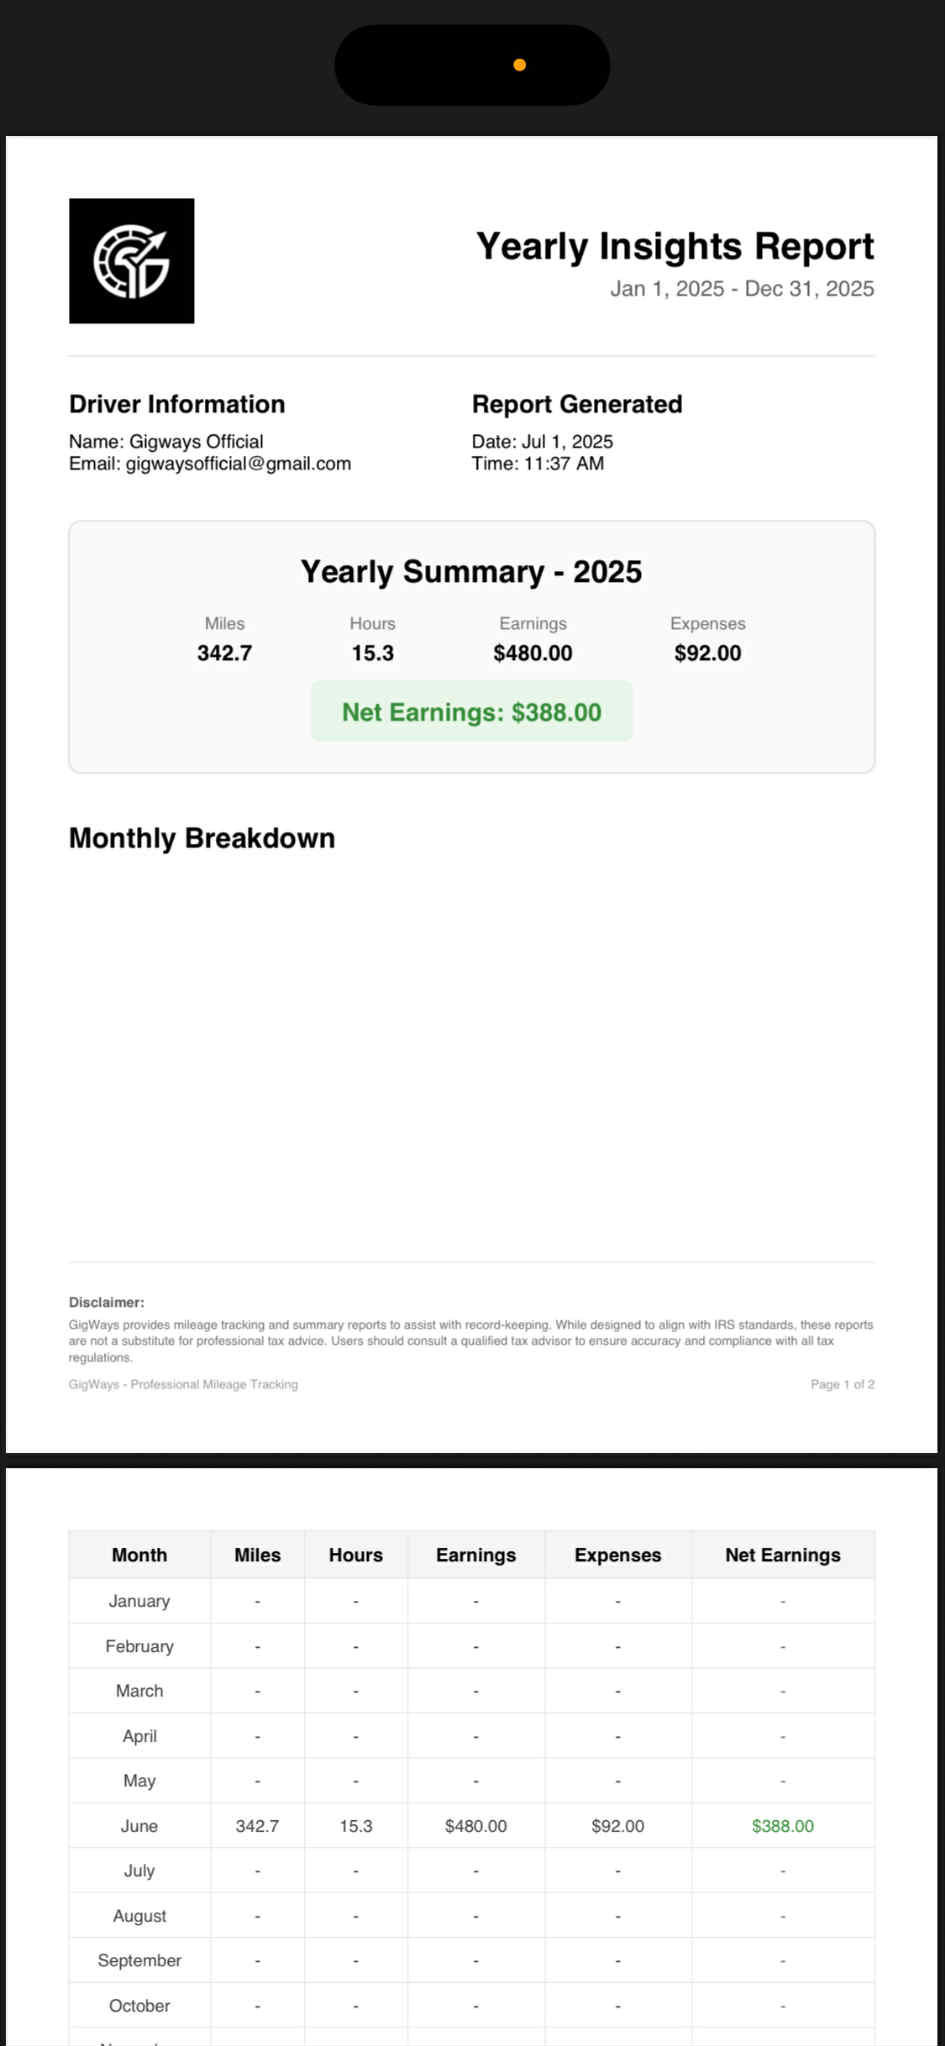 Yearly Insights Report
Jan 1, 2025 - Dec 31, 2025
Driver Information
Name: Gigways Official
Email: gigwaysofficial@gmail.com
Report Generated
Date: Jul 1, 2025
Time: 11:37 AM
Yearly Summary - 2025
Miles Hours Earnings Expenses
342.7 15.3 $480.00 $92.00
Net Earnings: $388.00
Monthly Breakdown
Disclaimer:
GigWays provides mileage tracking and summary reports to assist with record-keeping. While designed to align with IRS standards, these reports
are not a substitute for professional tax advice. Users should consult a qualified tax advisor to ensure accuracy and compliance with all tax
regulations.
GigWays - Professional Mileage Tracking Page 1 of 2
Month Miles Hours Earnings Expenses Net Earnings
January - - - - -
February - - - - -
March - - - - -
April - - - - -
May - - - - -
June 342.7 15.3 $480.00 $92.00 $388.00
July - - - - -
August - - - - -
September - - - - -
October - - - - -